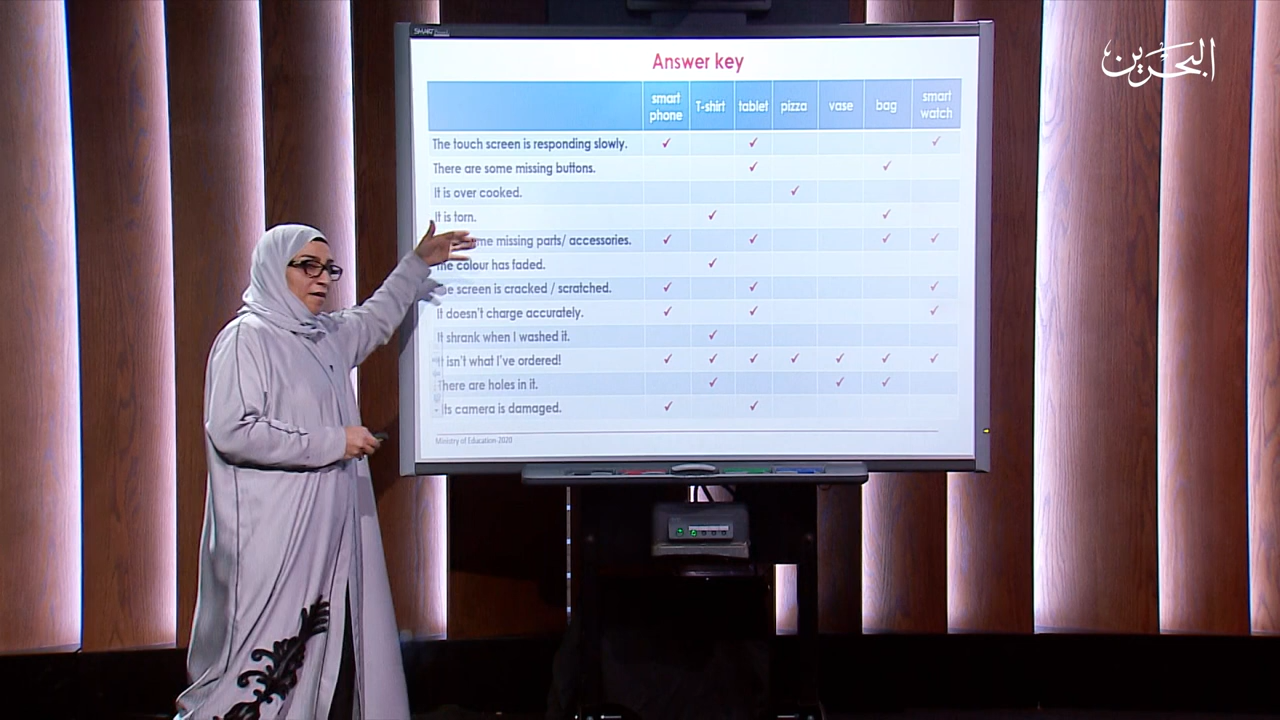 SMART
البحرين
Answer key
smart phone T-shirt tablet pizza vase bag smart watch
The touch screen is responding slowly. ✓ ✓ ✓
There are some missing buttons. ✓ ✓
It is over cooked. ✓
It is torn. ✓ ✓
missing parts/ accessories. ✓ ✓ ✓ ✓
colour has faded. ✓
screen is cracked / scratched. ✓ ✓ ✓
It doesn't charge accurately. ✓ ✓ ✓
It shrank when I washed it. ✓
It isn't what I've ordered! ✓ ✓ ✓ ✓ ✓ ✓ ✓
There are holes in it. ✓ ✓ ✓
- Its camera is damaged. ✓ ✓
Ministry of Education 2020